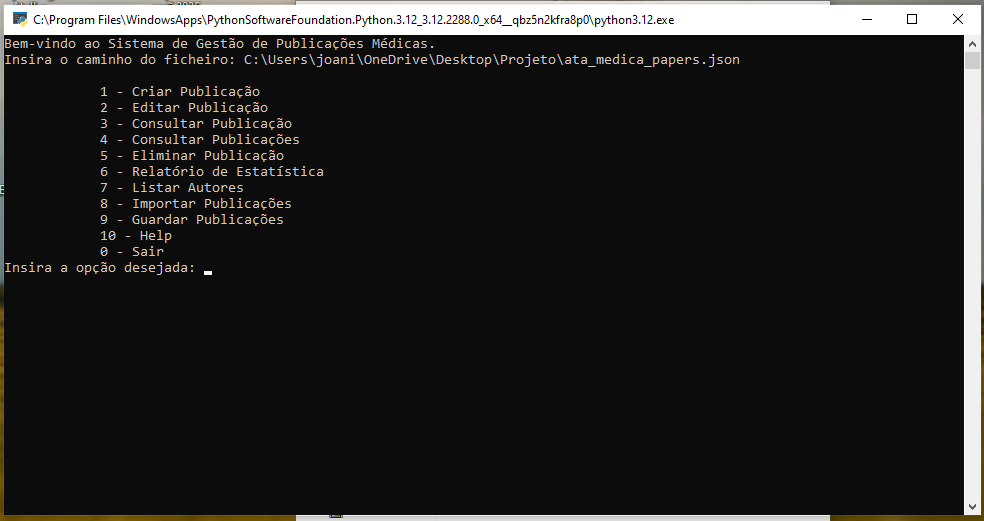 C:\Program Files\WindowsApps\PythonSoftwareFoundation.Python.3.12_3.12.2288.0_x64__qbz5n2kfra8p0\python3.12.exe
Bem-vindo ao Sistema de Gestão de Publicações Médicas.
Insira o caminho do ficheiro: C:\Users\joani\OneDrive\Desktop\Projeto\ata_medica_papers.json
1 - Criar Publicação
2 - Editar Publicação
3 - Consultar Publicação
4 - Consultar Publicações
5 - Eliminar Publicação
6 - Relatório de Estatística
7 - Listar Autores
8 - Importar Publicações
9 - Guardar Publicações
10 - Help
0 - Sair
Insira a opção desejada: